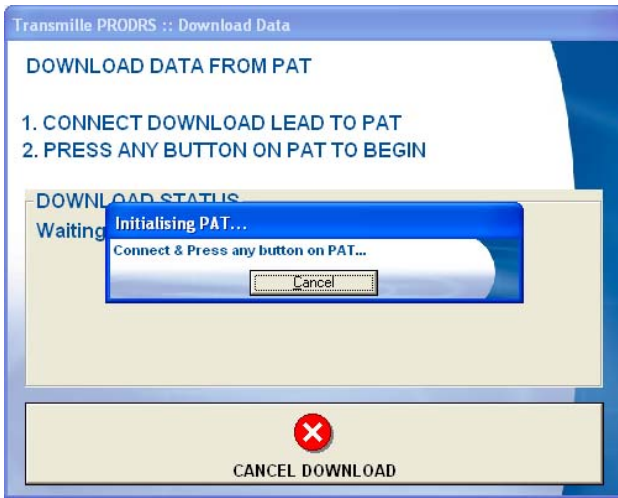 Transmille PRODRS :: Download Data
DOWNLOAD DATA FROM PAT
1. CONNECT DOWNLOAD LEAD TO PAT
2. PRESS ANY BUTTON ON PAT TO BEGIN
DOWNLOAD STATUS
Waiting
Initialising PAT...
Connect & Press any button on PAT...
Cancel
CANCEL DOWNLOAD